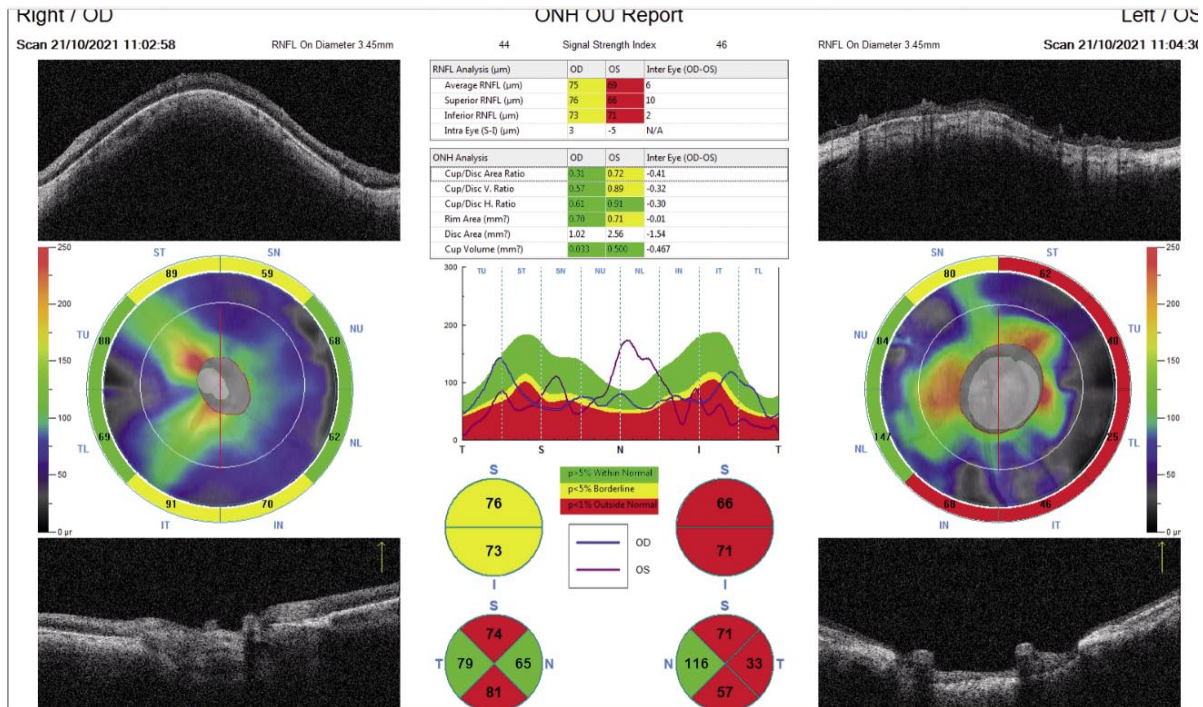 Right / OD
ONH OU Report
Left / OS
Scan 21/10/2021 11:02:58
RNFL On Diameter 3.45mm
44 Signal Strength Index 46
RNFL On Diameter 3.45mm
Scan 21/10/2021 11:04:30
RNFL Analysis (µm) OD OS Inter Eye (OD-OS)
Average RNFL (µm) 75 69 6
Superior RNFL (µm) 76 66 10
Inferior RNFL (µm) 73 71 2
Intra Eye (S-I) (µm) 3 -5 N/A
ONH Analysis OD OS Inter Eye (OD-OS)
Cup/Disc Area Ratio 0.31 0.72 -0.41
Cup/Disc V. Ratio 0.57 0.89 -0.32
Cup/Disc H. Ratio 0.61 0.91 -0.30
Rim Area (mm?) 0.70 0.71 -0.01
Disc Area (mm?) 1.02 2.56 -1.54
Cup Volume (mm?) 0.033 0.500 -0.467
250
200
150
100
50
0 µr
ST SN
89 59
TU 88 68 NU
TL 69 62 NL
91 70
IT IN
300
200
100
0
TU ST SN NU NL IN IT TL
T S N I T
SN ST
80 62
NU 84 40 TU
NL 147 25 TL
60 46
IN IT
250
200
150
100
50
0 µr
S
76
73
I
p>5% Within Normal
p<5% Borderline
p<1% Outside Normal
OD
OS
S
66
71
I
S
74
T 79 65 N
81
S
71
N 116 33 T
57